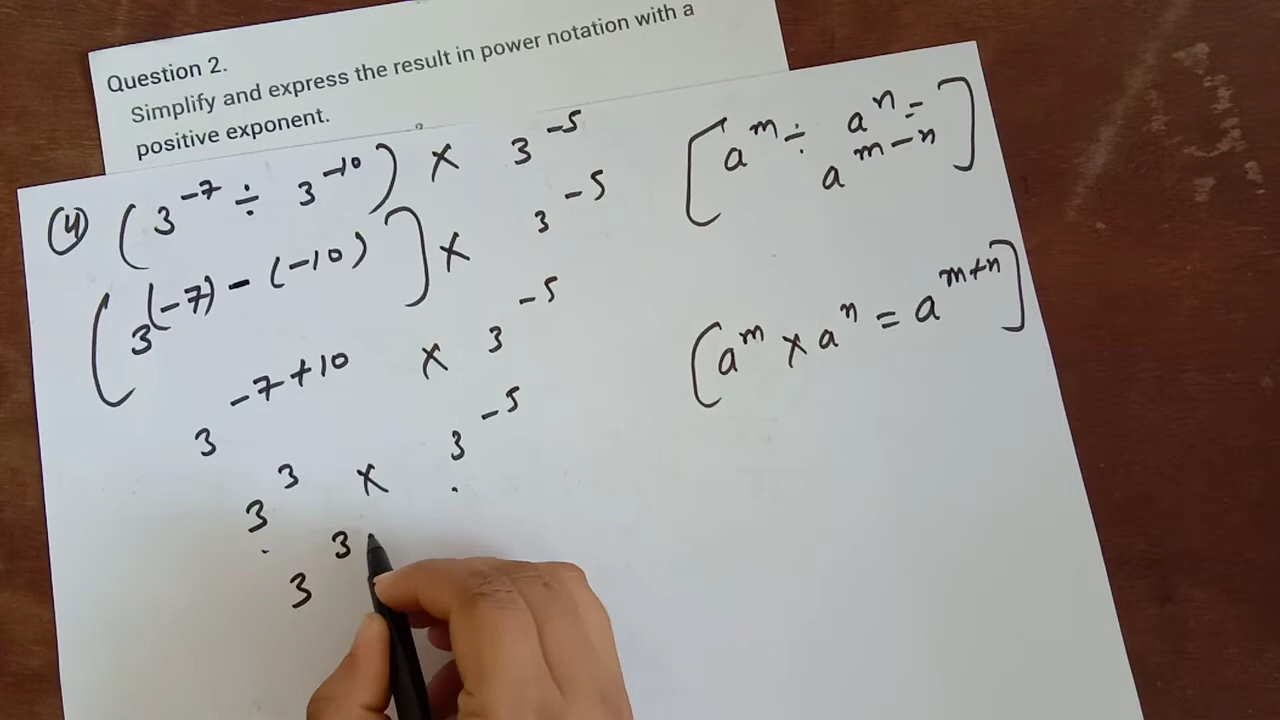 Question 2.
Simplify and express the result in power notation with a
positive exponent.
(4) (3^-7 ÷ 3^-10) × 3^-5
[3^(-7) - (-10)] × 3^-5
3^-7+10 × 3^-5
3^3 × 3^-5
3^3
[a^m ÷ a^n =
a^m-n]
[a^m × a^n = a^m+n]